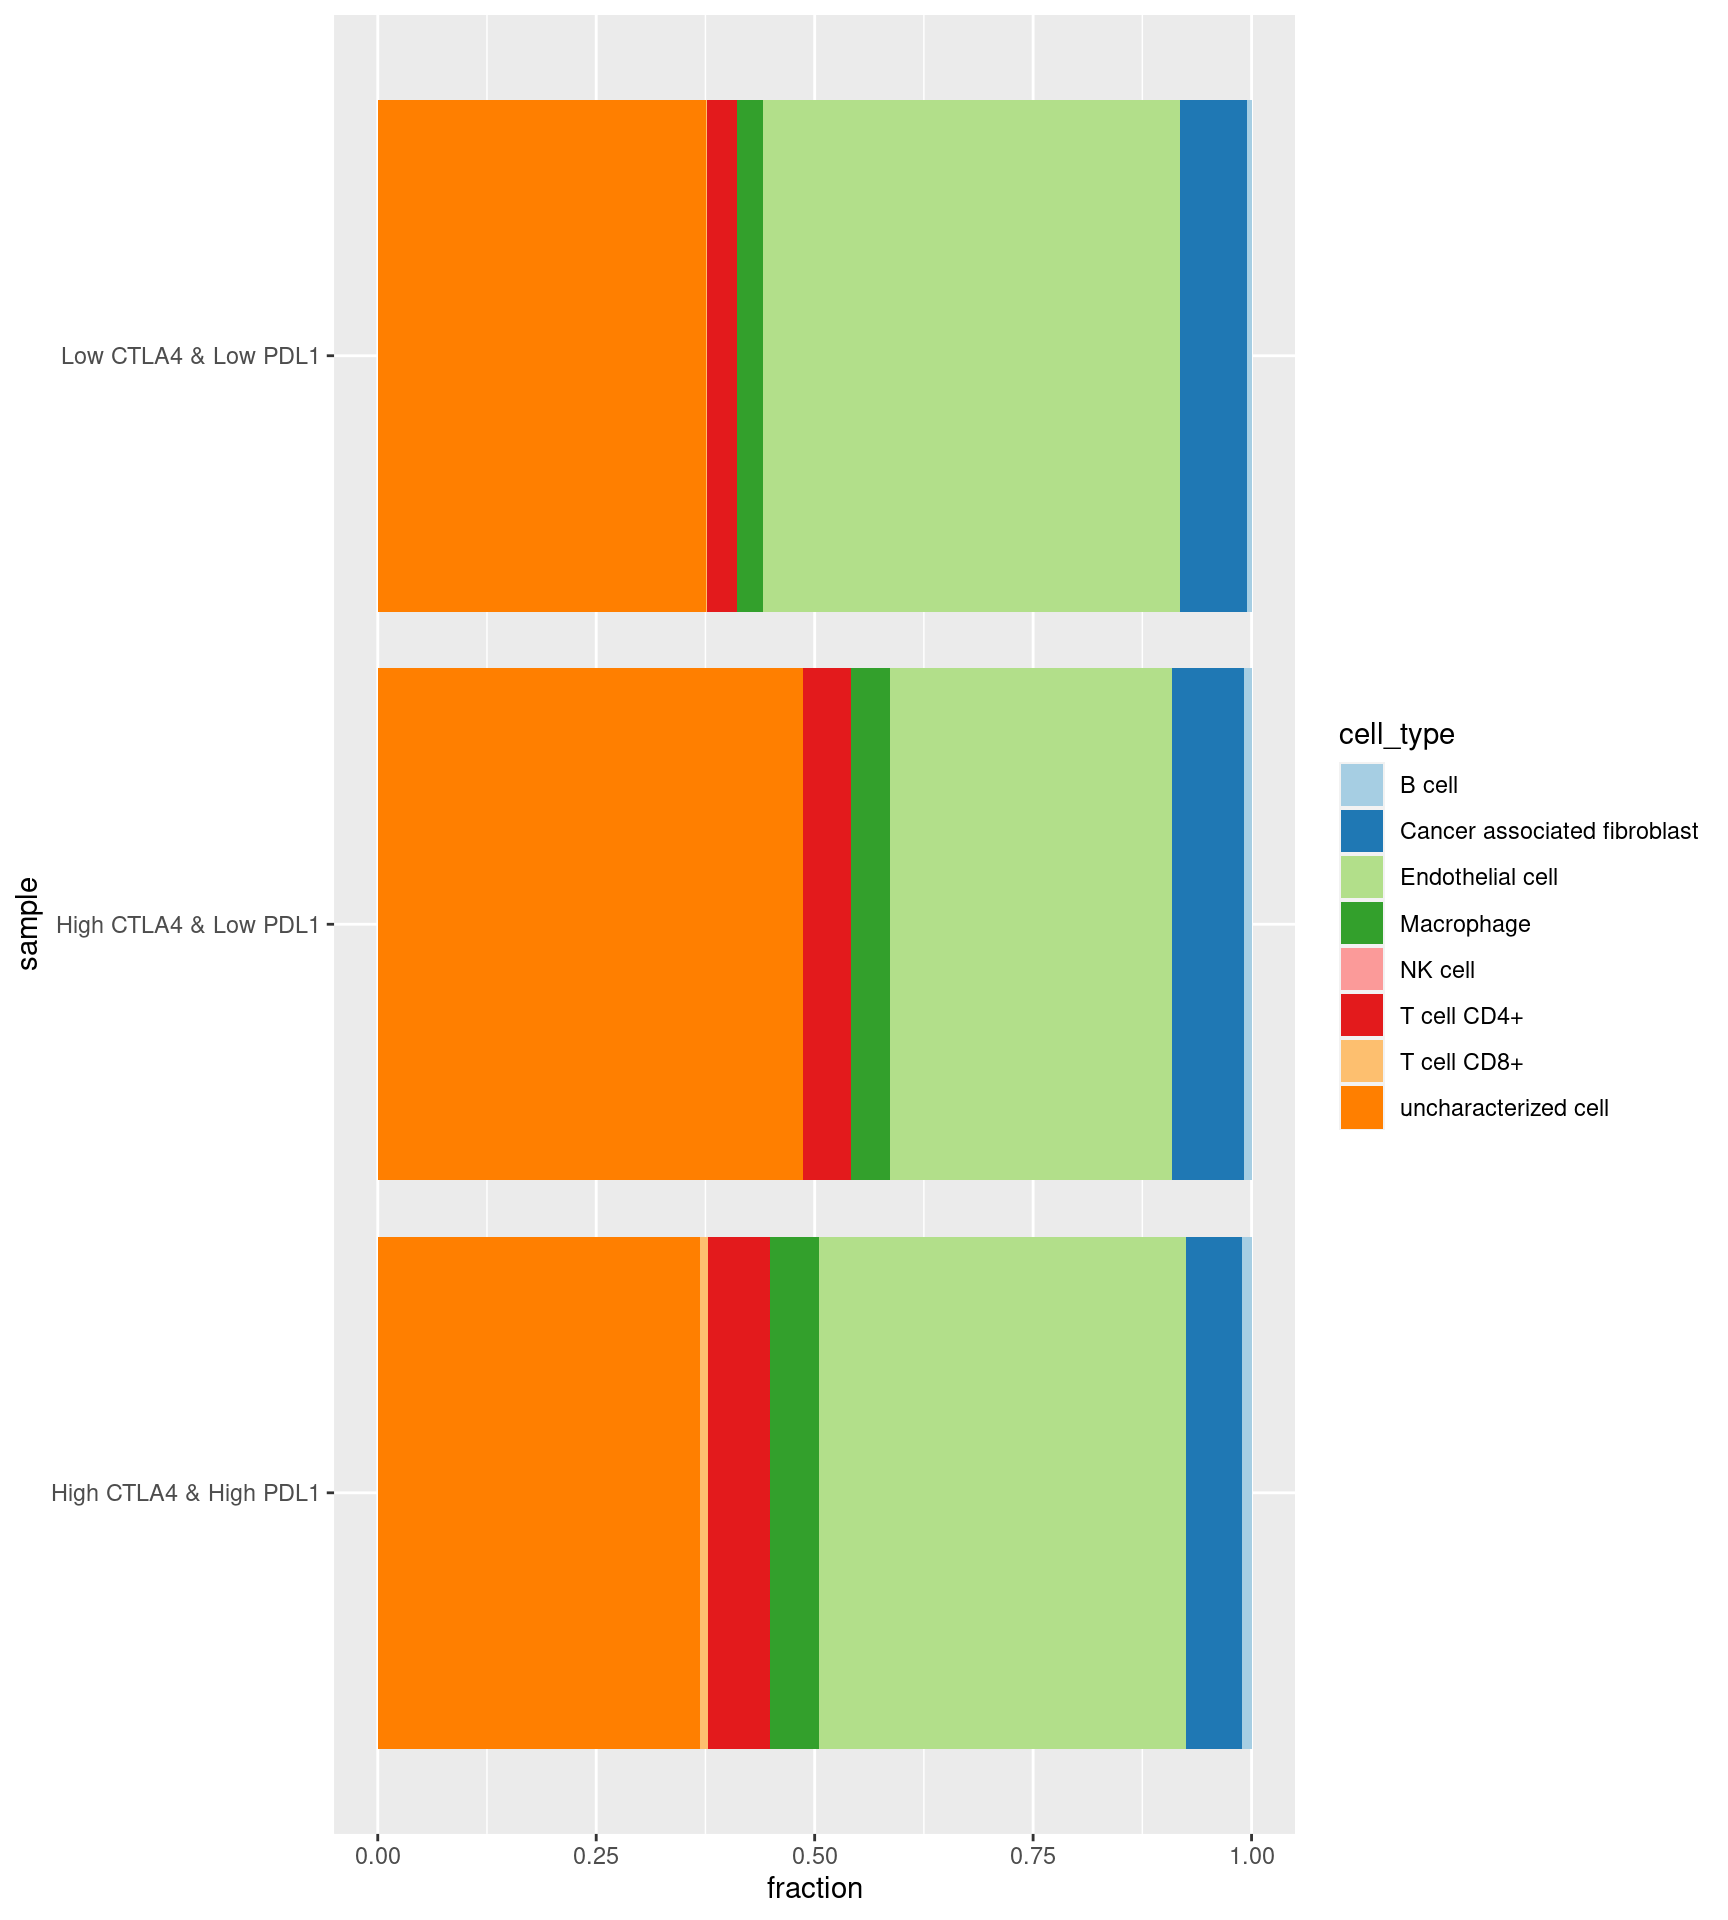 sample
Low CTLA4 & Low PDL1
High CTLA4 & Low PDL1
High CTLA4 & High PDL1
0.00 0.25 0.50 0.75 1.00
fraction
cell_type
B cell
Cancer associated fibroblast
Endothelial cell
Macrophage
NK cell
T cell CD4+
T cell CD8+
uncharacterized cell